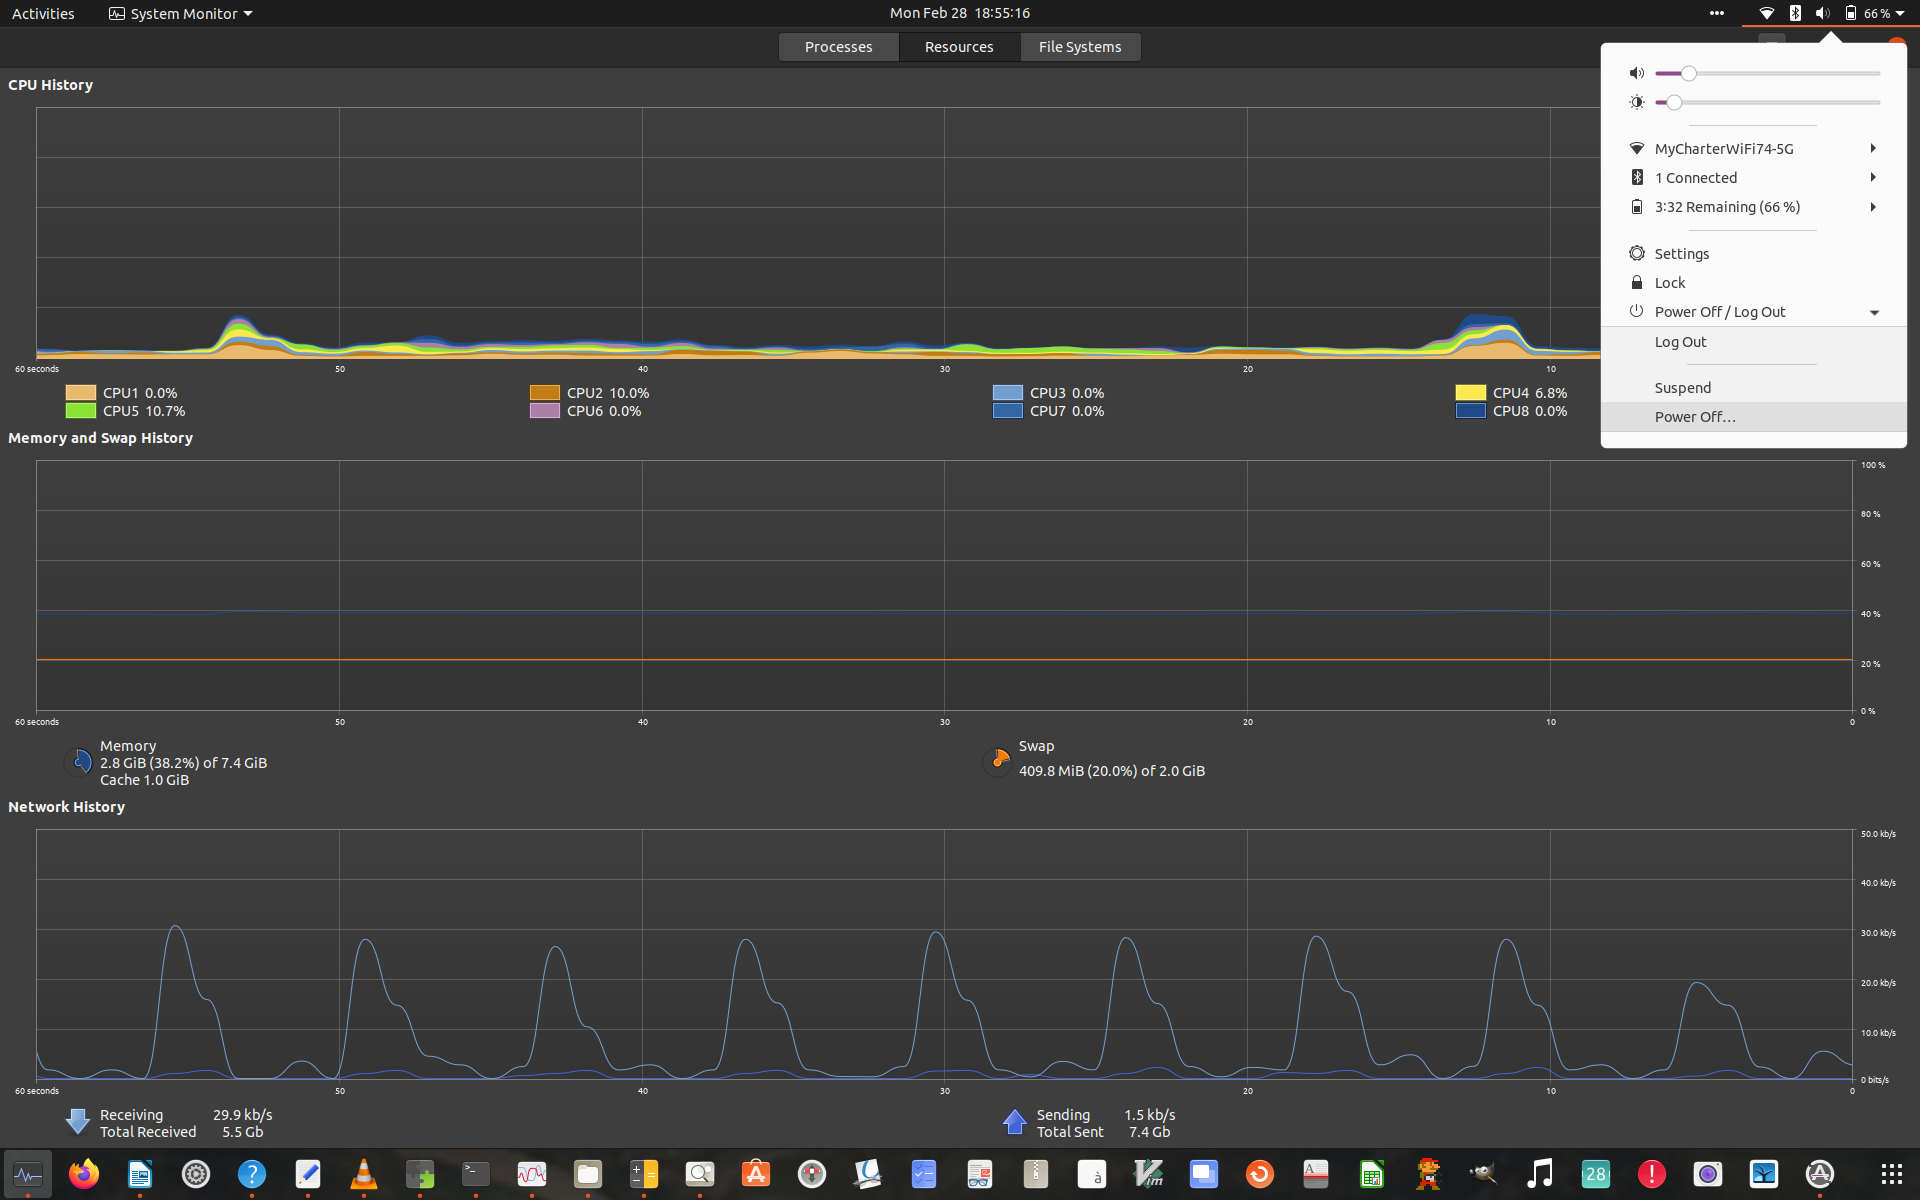 Activities System Monitor Mon Feb 28 18:55:16 66 %
Processes Resources File Systems
CPU History
60 seconds 50 40 30 20 10
CPU1 0.0% CPU2 10.0% CPU3 0.0% CPU4 6.8%
CPU5 10.7% CPU6 0.0% CPU7 0.0% CPU8 0.0%
MyCharterWiFi74-5G
1 Connected
3:32 Remaining (66 %)
Settings
Lock
Power Off / Log Out
Log Out
Suspend
Power Off…
Memory and Swap History
100 %
80 %
60 %
40 %
20 %
0 %
60 seconds 50 40 30 20 10 0
Memory
2.8 GiB (38.2%) of 7.4 GiB
Cache 1.0 GiB
Swap
409.8 MiB (20.0%) of 2.0 GiB
Network History
50.0 kb/s
40.0 kb/s
30.0 kb/s
20.0 kb/s
10.0 kb/s
0 bits/s
60 seconds 50 40 30 20 10 0
Receiving 29.9 kb/s
Total Received 5.5 Gb
Sending 1.5 kb/s
Total Sent 7.4 Gb
? >_ à Vim A 28 !